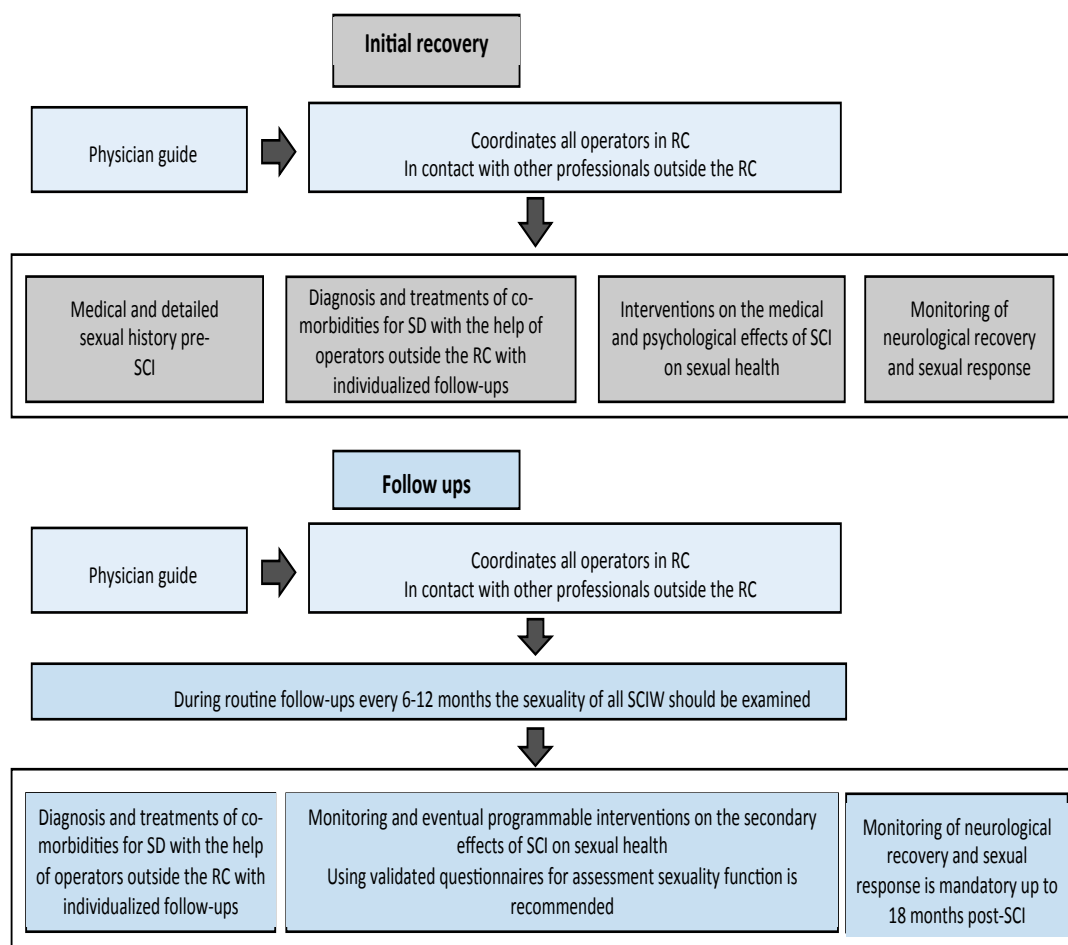 Initial recovery
Physician guide
Coordinates all operators in RC
In contact with other professionals outside the RC
Medical and detailed
sexual history pre-
SCI
Diagnosis and treatments of co-
morbidities for SD with the help of
operators outside the RC with
individualized follow-ups
Interventions on the medical
and psychological effects of SCI
on sexual health
Monitoring of
neurological recovery
and sexual response
Follow ups
Physician guide
Coordinates all operators in RC
In contact with other professionals outside the RC
During routine follow-ups every 6-12 months the sexuality of all SCIW should be examined
Diagnosis and treatments of co-
morbidities for SD with the help
of operators outside the RC with
individualized follow-ups
Monitoring and eventual programmable interventions on the secondary
effects of SCI on sexual health
Using validated questionnaires for assessment sexuality function is
recommended
Monitoring of neurological
recovery and sexual
response is mandatory up to
18 months post-SCI